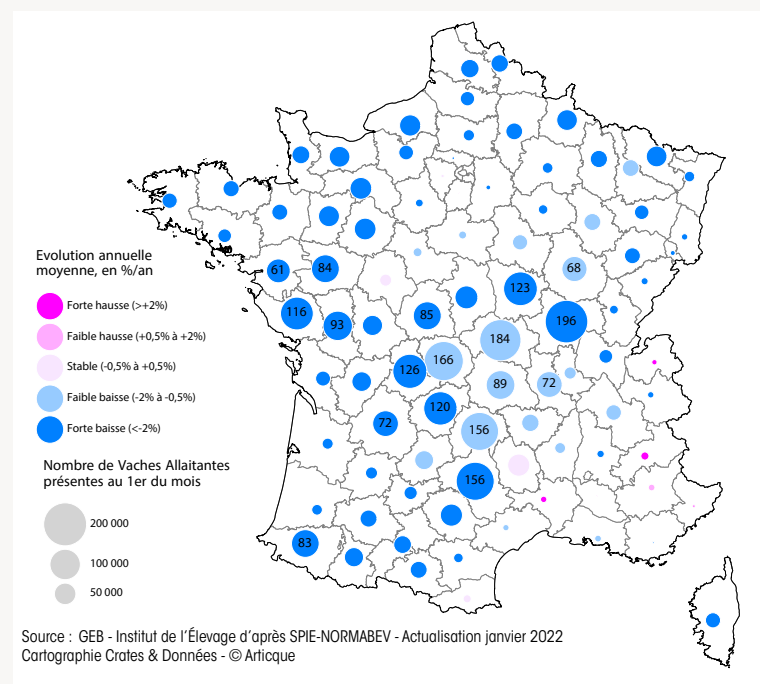 Evolution annuelle
moyenne, en %/an
Forte hausse (>+2%)
Faible hausse (+0,5% à +2%)
Stable (-0,5% à +0,5%)
Faible baisse (-2% à -0,5%)
Forte baisse (<-2%)
Nombre de Vaches Allaitantes
présentes au 1er du mois
200 000
100 000
50 000
61
84
68
123
116
93
85
196
184
166
126
89
72
120
72
156
156
83
Source : GEB - Institut de l'Élevage d'après SPIE-NORMABEV - Actualisation janvier 2022
Cartographie Crates & Données - © Articque